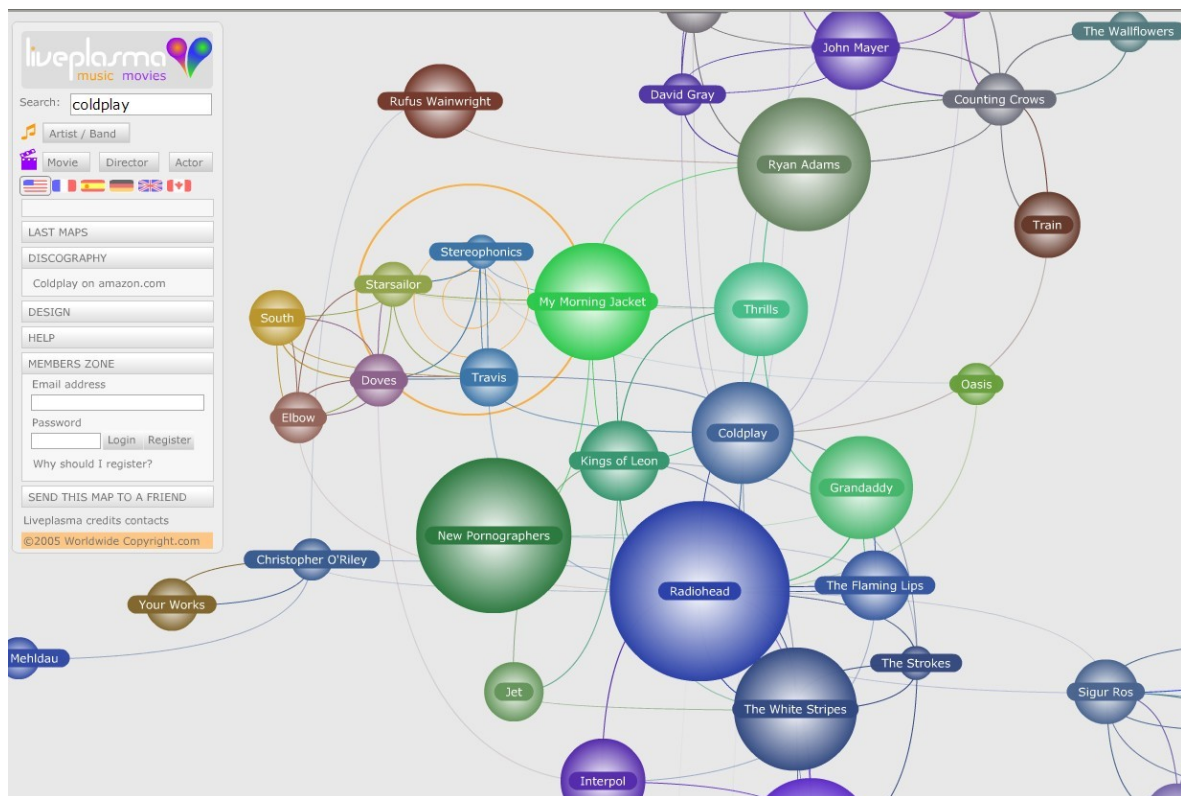 liveplasma
music movies
Search: coldplay
Artist / Band
Movie Director Actor
LAST MAPS
DISCOGRAPHY
Coldplay on amazon.com
DESIGN
HELP
MEMBERS ZONE
Email address
Password
Login Register
Why should I register?
SEND THIS MAP TO A FRIEND
Liveplasma credits contacts
©2005 Worldwide Copyright.com
The Wallflowers
John Mayer
David Gray
Rufus Wainwright
Counting Crows
Ryan Adams
Train
Stereophonics
Starsailor
My Morning Jacket
Thrills
South
Doves
Travis
Oasis
Elbow
Coldplay
Kings of Leon
Grandaddy
New Pornographers
Christopher O'Riley
The Flaming Lips
Radiohead
Your Works
Mehldau
The Strokes
Jet
Sigur Ros
The White Stripes
Interpol